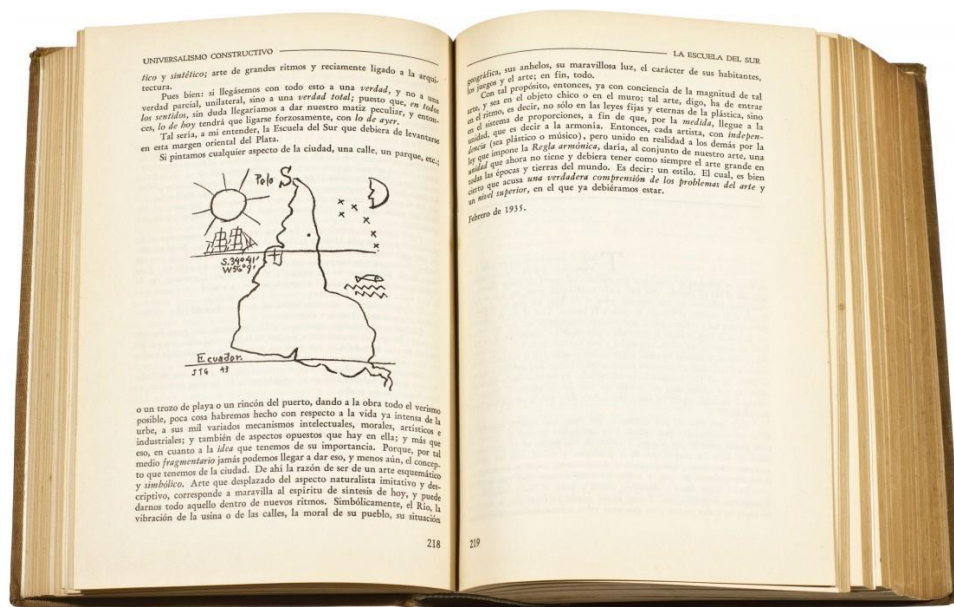 UNIVERSALISMO CONSTRUCTIVO
tico y sintético; arte de grandes ritmos y reciamente ligado a la arqui-
tectura.
Pues bien: si llegásemos con todo esto a una verdad, y no a una
verdad parcial, unilateral, sino a una verdad total; puesto que, en todos
los sentidos, sin duda llegaríamos a dar nuestro matiz peculiar, y enton-
ces, lo de hoy tendrá que ligarse forzosamente, con lo de ayer.
Tal sería, a mi entender, la Escuela del Sur que debiera de levantarse
en esta margen oriental del Plata.
Si pintamos cualquier aspecto de la ciudad, una calle, un parque, etc.;
Polo S.
S.34º41'
W56º9'
Ecuador.
JTG 43
o un trozo de playa o un rincón del puerto, dando a la obra todo el verismo
posible, poca cosa habremos hecho con respecto a la vida ya intensa de la
urbe, a sus mil variados mecanismos intelectuales, morales, artísticos e
industriales; y también de aspectos opuestos que hay en ella; y más que
eso, en cuanto a la idea que tenemos de su importancia. Porque, por tal
medio fragmentario jamás podemos llegar a dar eso, y menos aún, el concep-
to que tenemos de la ciudad. De ahí la razón de ser de un arte esquemático
y simbólico. Arte que desplazado del aspecto naturalista imitativo y des-
criptivo, corresponde a maravilla al espíritu de síntesis de hoy, y puede
darnos todo aquello dentro de nuevos ritmos. Simbólicamente, el Río, la
vibración de la usina o de las calles, la moral de su pueblo, su situación
218
LA ESCUELA DEL SUR
geográfica, sus anhelos, su maravillosa luz, el carácter de sus habitantes,
los juegos y el arte; en fin, todo.
Con tal propósito, entonces, ya con conciencia de la magnitud de tal
arte, y sea en el objeto chico o en el muro; tal arte, digo, ha de entrar
en el ritmo, es decir, no sólo en las leyes fijas y eternas de la plástica, sino
en el sistema de proporciones, a fin de que, por la medida, llegue a la
unidad, que es decir a la armonía. Entonces, cada artista, con indepen-
dencia (sea plástico o músico), pero unido en realidad a los demás por la
ley que impone la Regla armónica, daría, al conjunto de nuestro arte, una
unidad que ahora no tiene y debiera tener como siempre el arte grande en
todas las épocas y tierras del mundo. Es decir: un estilo. El cual, es bien
cierto que acusa una verdadera comprensión de los problemas del arte y
un nivel superior, en el que ya debiéramos estar.
Febrero de 1935.
219